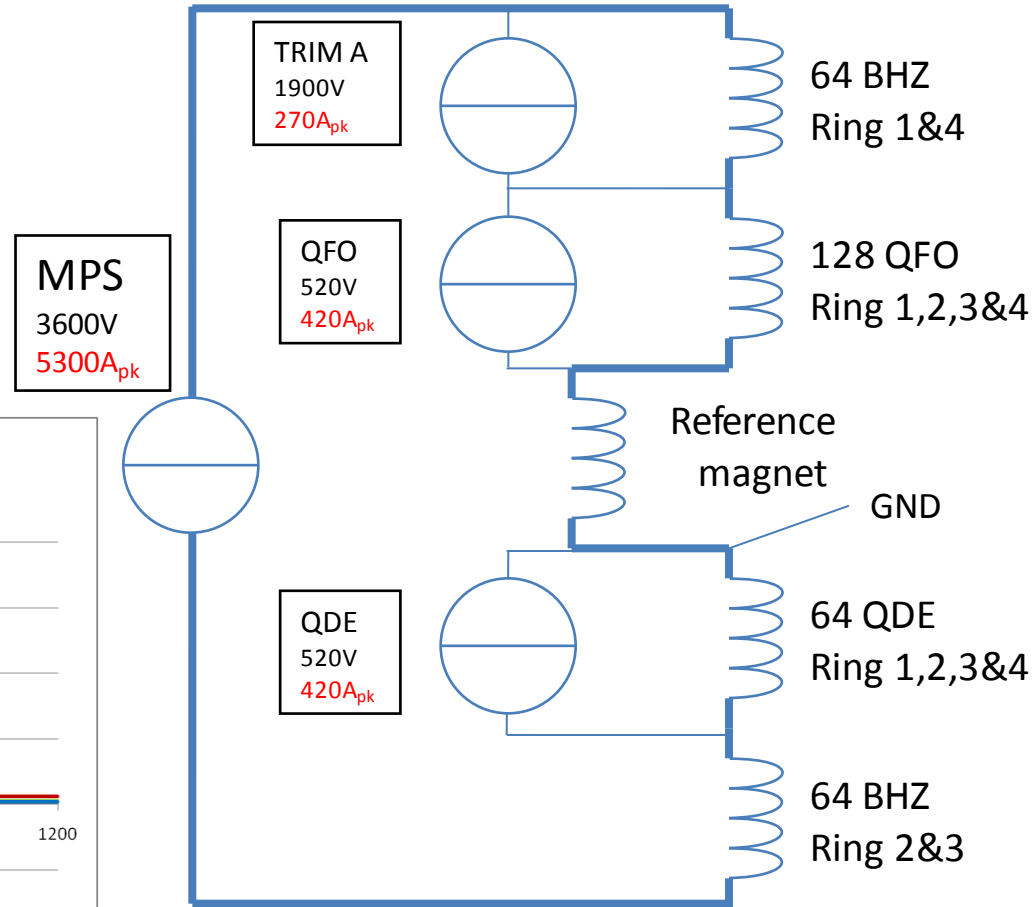 TRIM A
1900V
270Apk
64 BHZ
Ring 1&4
QFO
520V
420Apk
128 QFO
Ring 1,2,3&4
MPS
3600V
5300Apk
Reference
magnet
GND
QDE
520V
420Apk
64 QDE
Ring 1,2,3&4
1200
64 BHZ
Ring 2&3